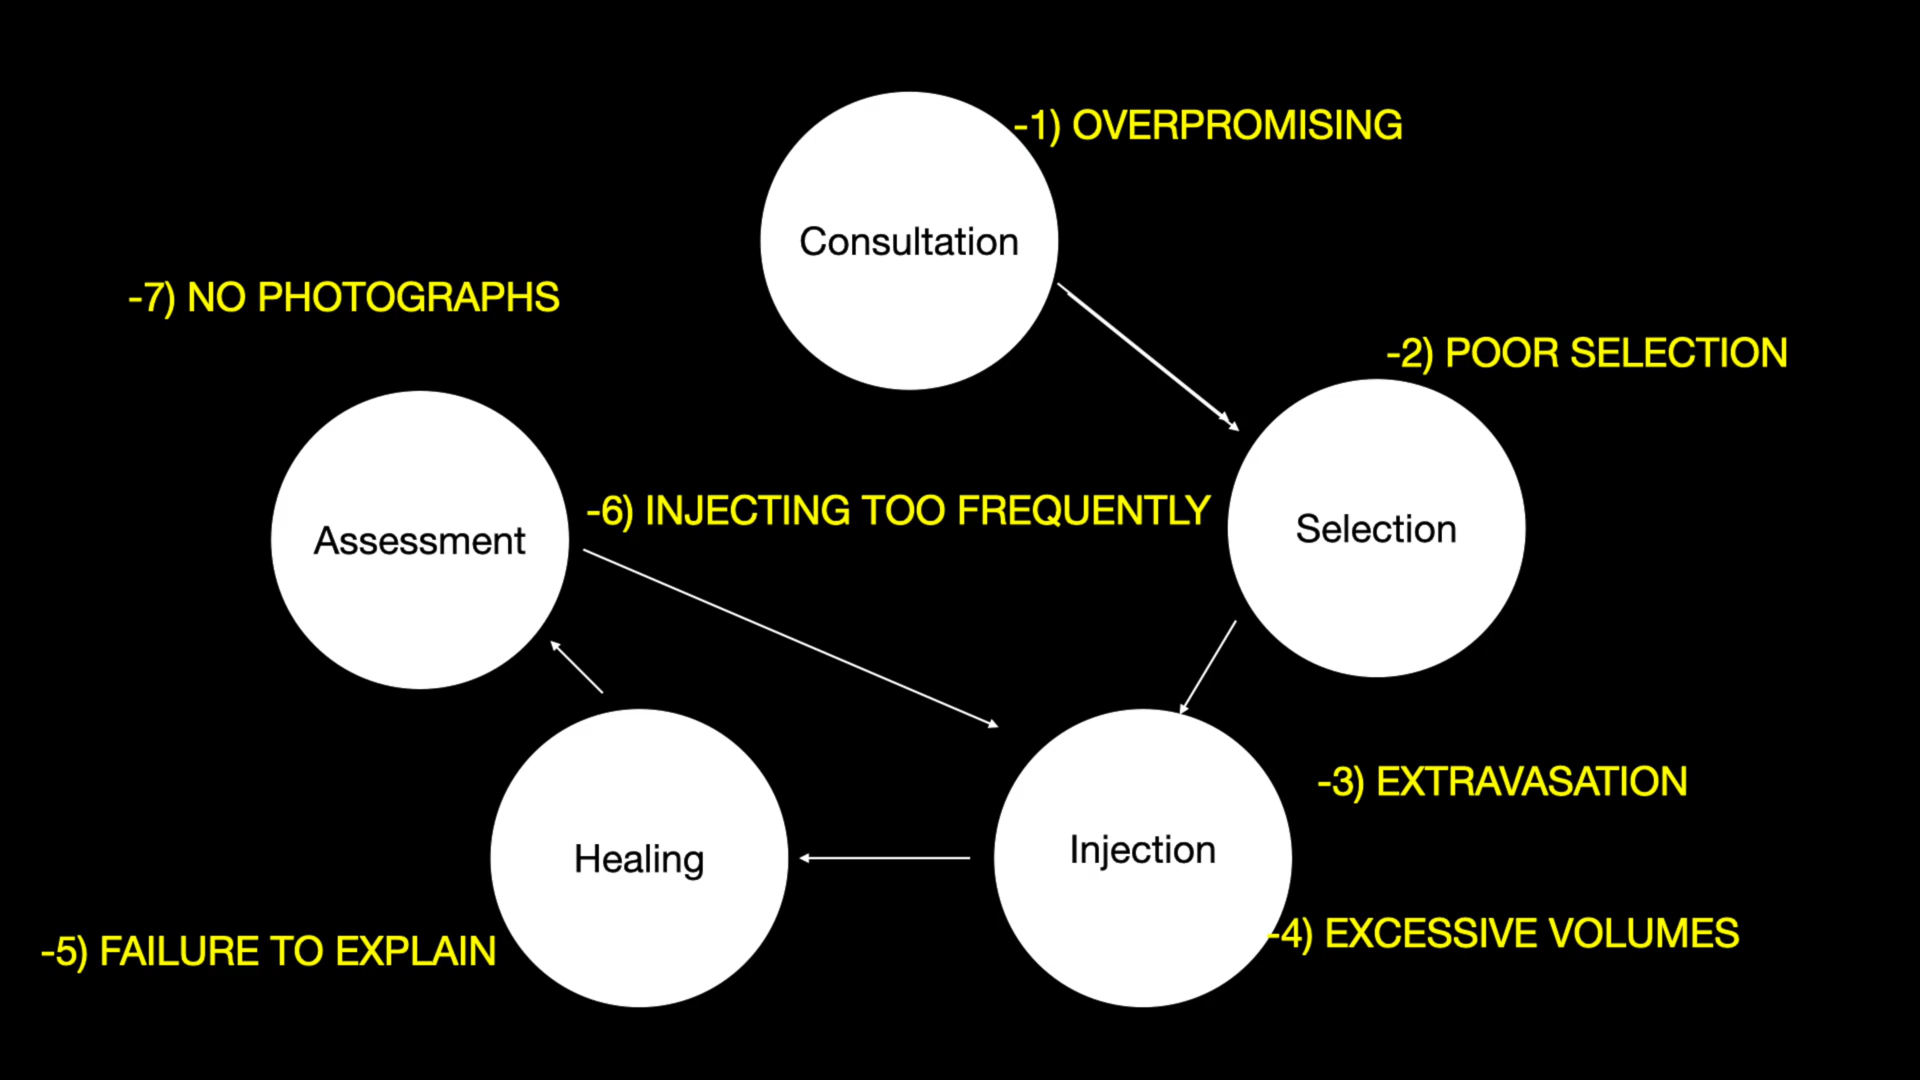 -1) OVERPROMISING
Consultation
-7) NO PHOTOGRAPHS
-2) POOR SELECTION
-6) INJECTING TOO FREQUENTLY
Assessment
Selection
-3) EXTRAVASATION
Injection
Healing
-4) EXCESSIVE VOLUMES
-5) FAILURE TO EXPLAIN